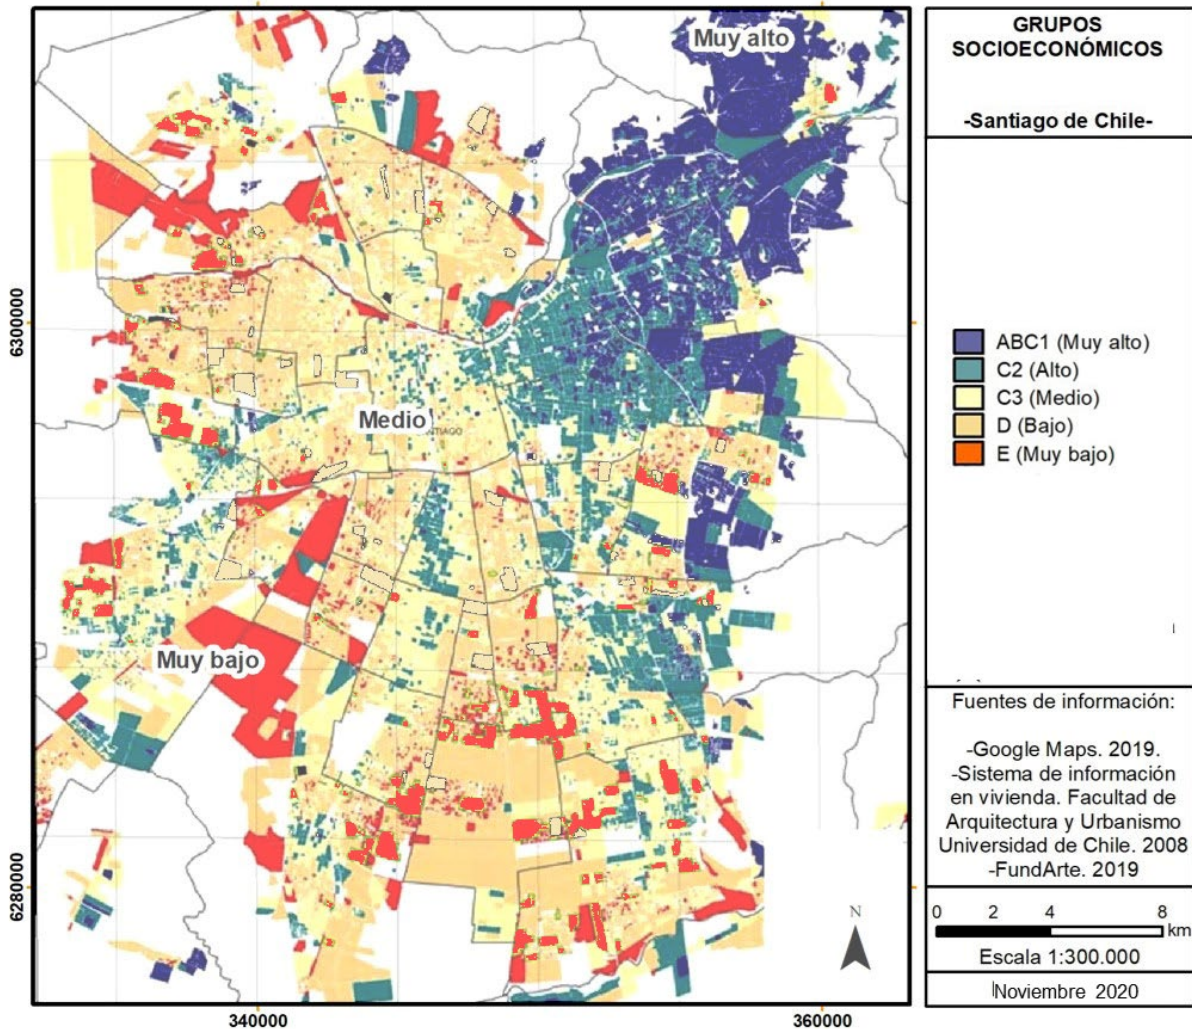 Muy alto
Medio
NTIAGO
Muy bajo
6300000
6280000
340000
360000
N
GRUPOS
SOCIOECONÓMICOS
-Santiago de Chile-
ABC1 (Muy alto)
C2 (Alto)
C3 (Medio)
D (Bajo)
E (Muy bajo)
Fuentes de información:
-Google Maps. 2019.
-Sistema de información
en vivienda. Facultad de
Arquitectura y Urbanismo
Universidad de Chile. 2008
-FundArte. 2019
0 2 4 8
km
Escala 1:300.000
Noviembre 2020